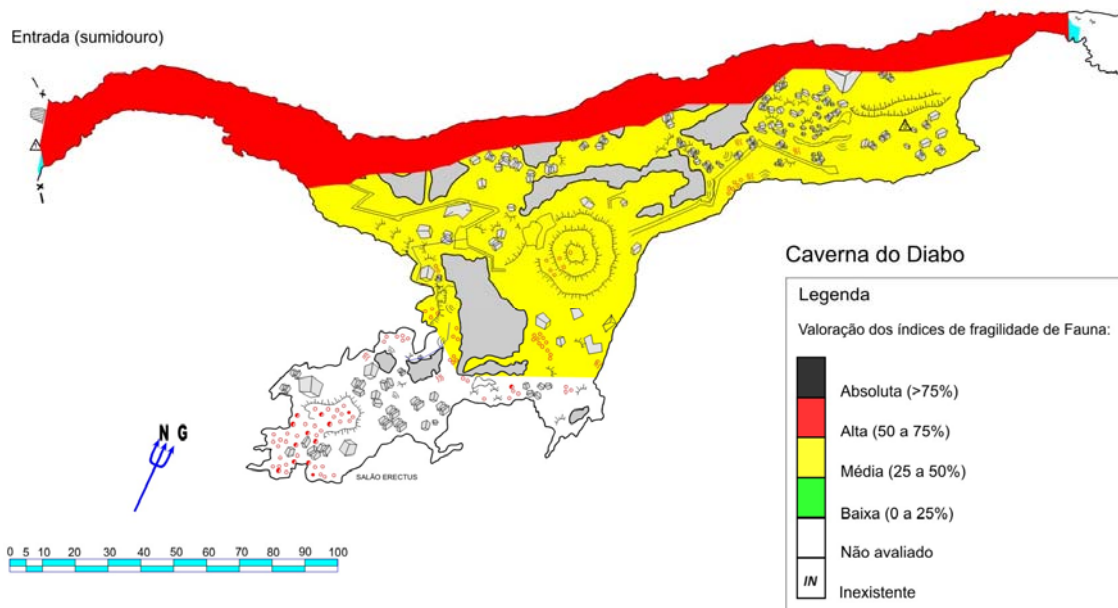 Entrada (sumidouro)
Caverna do Diabo
Legenda
Valoração dos índices de fragilidade de Fauna:
Absoluta (>75%)
Alta (50 a 75%)
Média (25 a 50%)
Baixa (0 a 25%)
Não avaliado
IN Inexistente
SALÃO ERECTUS
N G
0 5 10 20 30 40 50 60 70 80 90 100